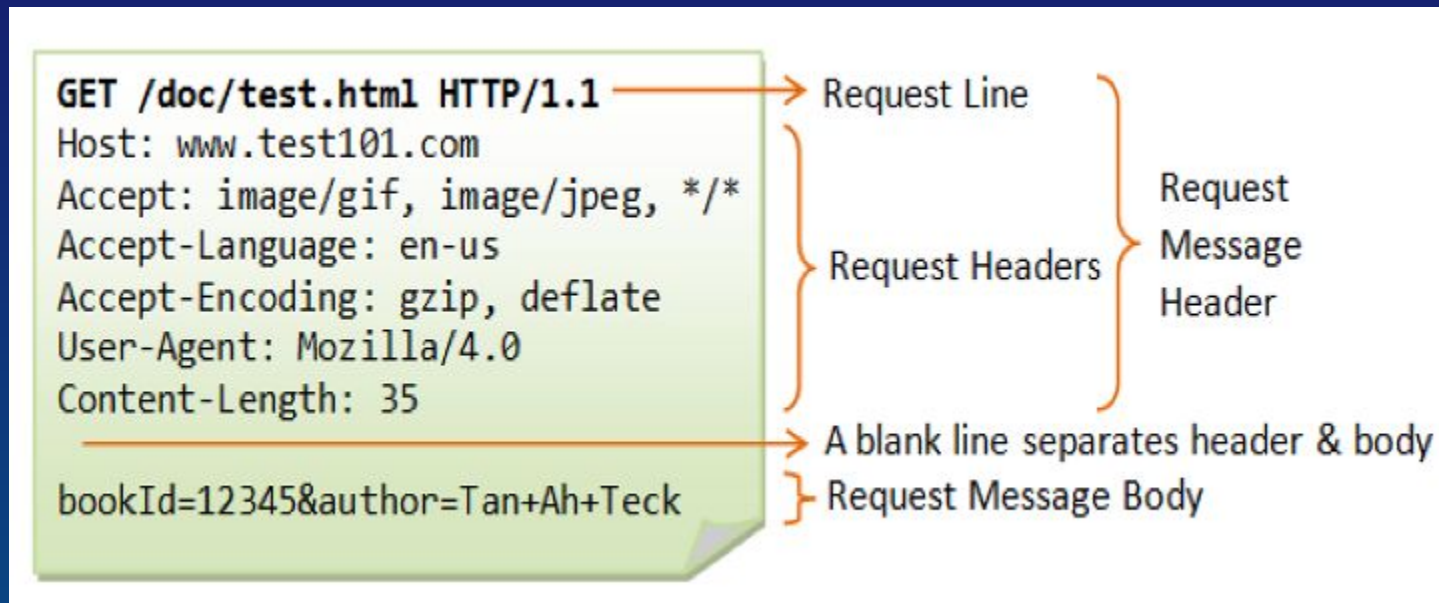 GET /doc/test.html HTTP/1.1
Host: www.test101.com
Accept: image/gif, image/jpeg, */*
Accept-Language: en-us
Accept-Encoding: gzip, deflate
User-Agent: Mozilla/4.0
Content-Length: 35
bookId=12345&author=Tan+Ah+Teck
Request Line
Request Headers
Request
Message
Header
A blank line separates header & body
Request Message Body